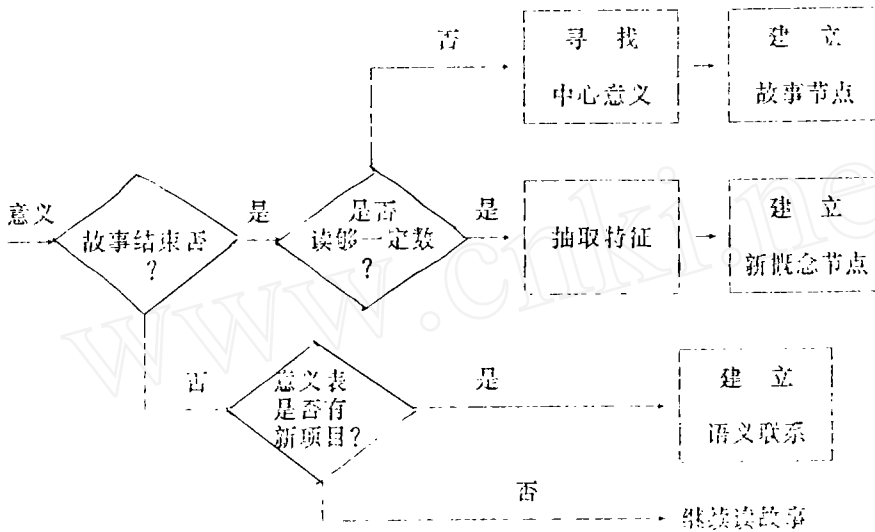 否
寻 找
中心意义
建 立
故事节点
意义
故事结束否
?
是
是否
读够一定数
?
是
抽取特征
建 立
新概念节点
www.cnki.ne
否
意义表
是否有
新项目?
是
建 立
语义联系
否
继续读故事